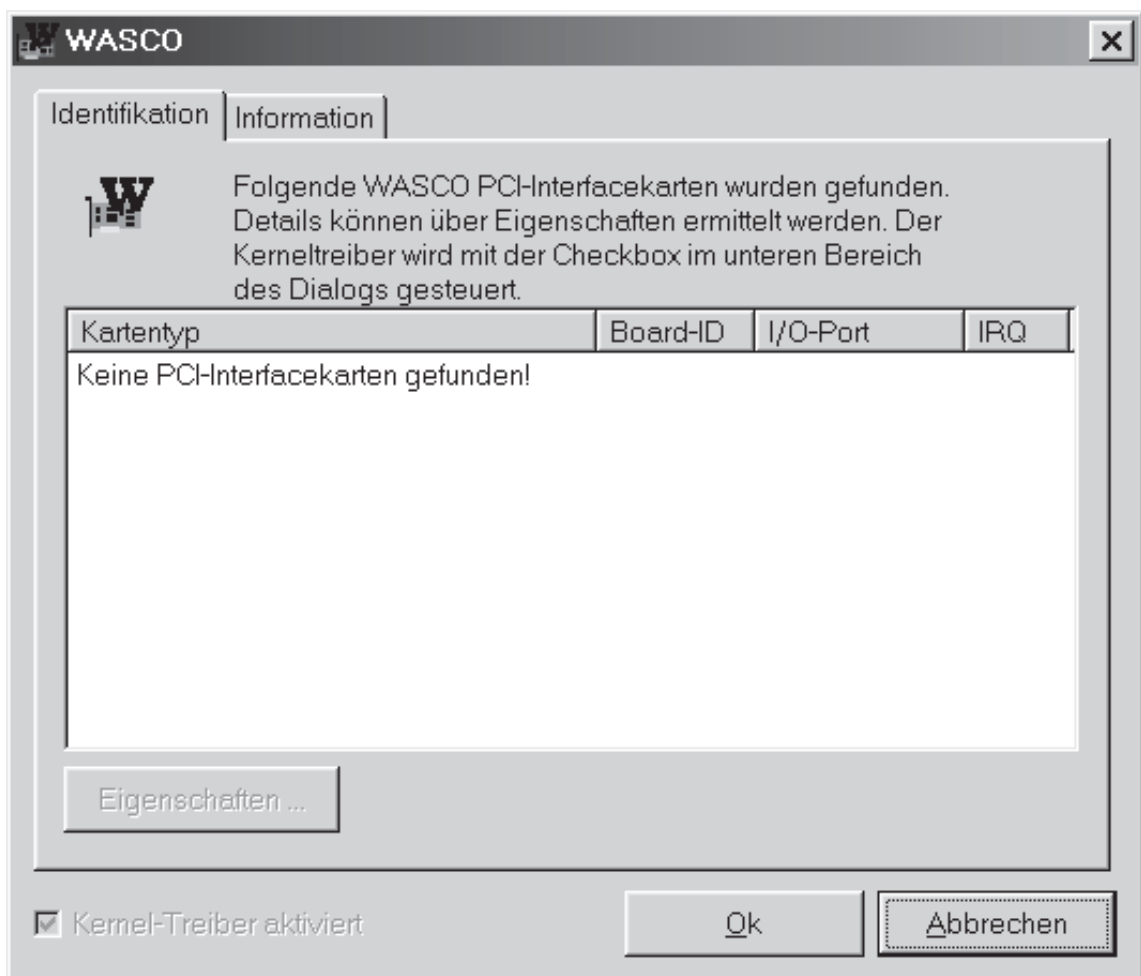 WASCO
Identifikation
Information
Folgende WASCO PCI-Interfacekarten wurden gefunden.
Details können über Eigenschaften ermittelt werden. Der
Kerneltreiber wird mit der Checkbox im unteren Bereich
des Dialogs gesteuert.
Kartentyp Board-ID I/O-Port IRQ
Keine PCI-Interfacekarten gefunden!
Eigenschaften ...
Kernel-Treiber aktiviert
Ok
Abbrechen